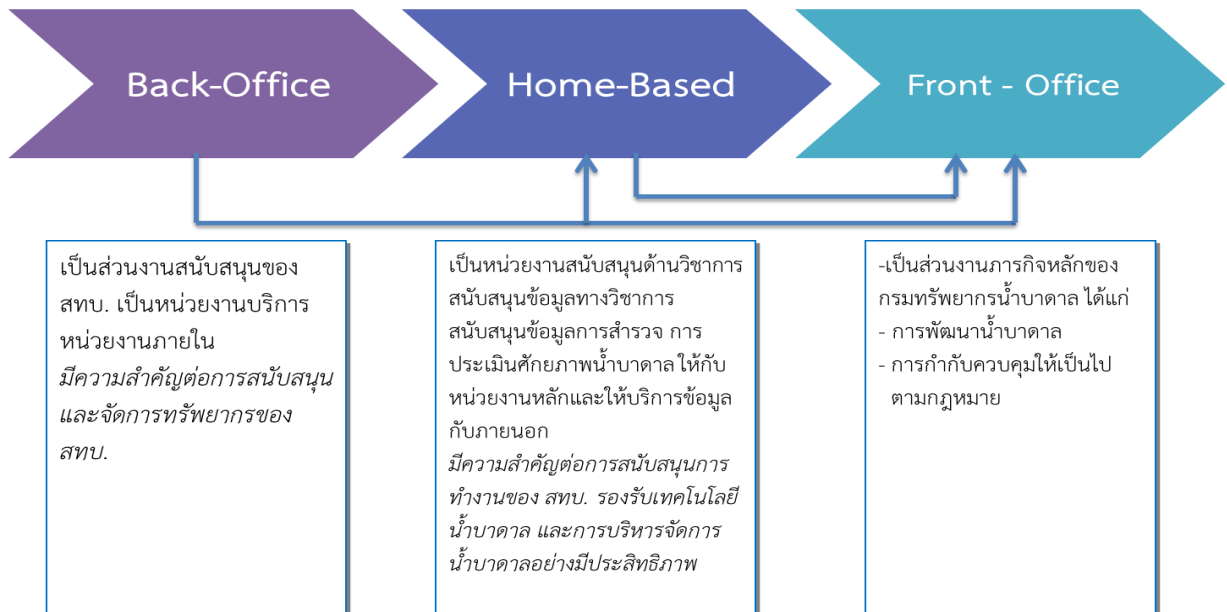 Back-Office
Home-Based
Front - Office
เป็นส่วนงานสนับสนุนของ
สทบ. เป็นหน่วยงานบริการ
หน่วยงานภายใน
มีความสำคัญต่อการสนับสนุน
และจัดการทรัพยากรของ
สทบ.
เป็นหน่วยงานสนับสนุนด้านวิชาการ
สนับสนุนข้อมูลทางวิชาการ
สนับสนุนข้อมูลการสำรวจ การ
ประเมินศักยภาพน้ำบาดาล ให้กับ
หน่วยงานหลักและให้บริการข้อมูล
กับภายนอก
มีความสำคัญต่อการสนับสนุนการ
ทำงานของ สทบ. รองรับเทคโนโลยี
น้ำบาดาล และการบริหารจัดการ
น้ำบาดาลอย่างมีประสิทธิภาพ
-เป็นส่วนงานภารกิจหลักของ
กรมทรัพยากรน้ำบาดาล ได้แก่
- การพัฒนาน้ำบาดาล
- การกำกับควบคุมให้เป็นไป
ตามกฎหมาย